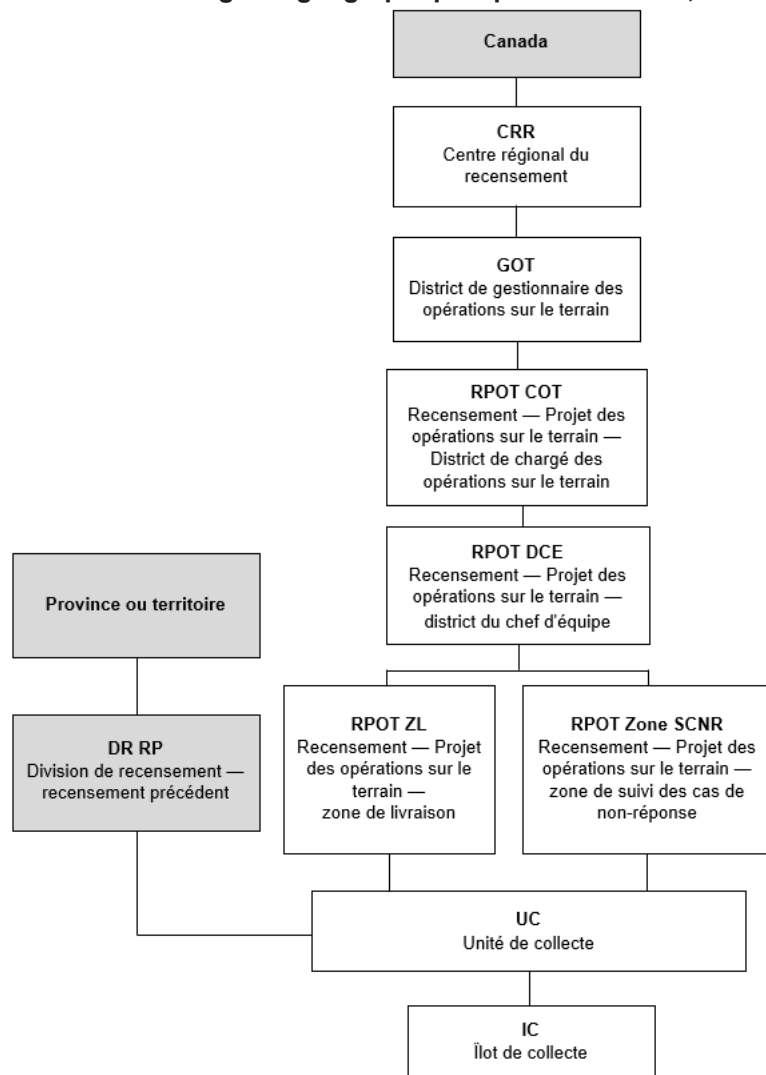 Canada
CRR
Centre régional du
recensement
GOT
District de gestionnaire des
opérations sur le terrain
RPOT COT
Recensement — Projet des
opérations sur le terrain —
District de chargé des
opérations sur le terrain
RPOT DCE
Recensement — Projet des
opérations sur le terrain —
district du chef d'équipe
Province ou territoire
DR RP
Division de recensement —
recensement précédent
RPOT ZL
Recensement — Projet
des opérations sur le
terrain —
zone de livraison
RPOT Zone SCNR
Recensement — Projet des
opérations sur le terrain —
zone de suivi des cas de
non-réponse
UC
Unité de collecte
IC
Îlot de collecte